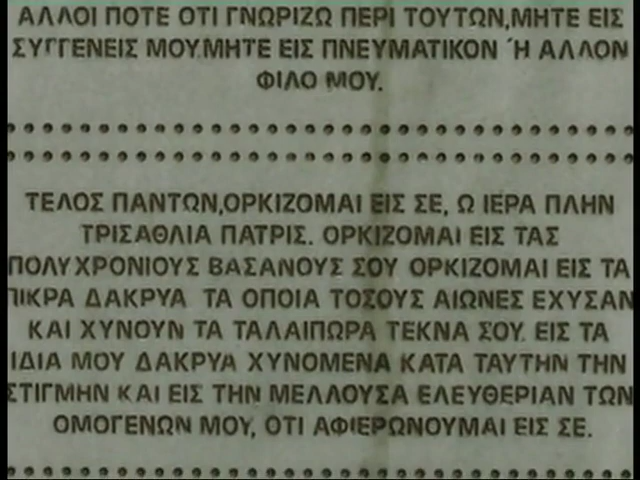 ΑΛΛΟΙ ΠΟΤΕ ΟΤΙ ΓΝΩΡΙΖΩ ΠΕΡΙ ΤΟΥΤΩΝ,ΜΗΤΕ ΕΙΣ
ΣΥΓΓΕΝΕΙΣ ΜΟΥ.ΜΗΤΕ ΕΙΣ ΠΝΕΥΜΑΤΙΚΟΝ Ή ΑΛΛΟΝ
ΦΙΛΟ ΜΟΥ.
ΤΕΛΟΣ ΠΑΝΤΩΝ,ΟΡΚΙΖΟΜΑΙ ΕΙΣ ΣΕ, Ω ΙΕΡΑ ΠΛΗΝ
ΤΡΙΣΑΘΛΙΑ ΠΑΤΡΙΣ. ΟΡΚΙΖΟΜΑΙ ΕΙΣ ΤΑΣ
ΠΟΛΥΧΡΟΝΙΟΥΣ ΒΑΣΑΝΟΥΣ ΣΟΥ ΟΡΚΙΖΟΜΑΙ ΕΙΣ ΤΑ
ΠΙΚΡΑ ΔΑΚΡΥΑ ΤΑ ΟΠΟΙΑ ΤΟΣΟΥΣ ΑΙΩΝΕΣ ΕΧΥΣΑΝ
ΚΑΙ ΧΥΝΟΥΝ ΤΑ ΤΑΛΑΙΠΩΡΑ ΤΕΚΝΑ ΣΟΥ. ΕΙΣ ΤΑ
ΙΔΙΑ ΜΟΥ ΔΑΚΡΥΑ ΧΥΝΟΜΕΝΑ ΚΑΤΑ ΤΑΥΤΗΝ ΤΗΝ
ΣΤΙΓΜΗΝ ΚΑΙ ΕΙΣ ΤΗΝ ΜΕΛΛΟΥΣΑ ΕΛΕΥΘΕΡΙΑΝ ΤΩΝ
ΟΜΟΓΕΝΩΝ ΜΟΥ, ΟΤΙ ΑΦΙΕΡΩΝΟΥΜΑΙ ΕΙΣ ΣΕ.